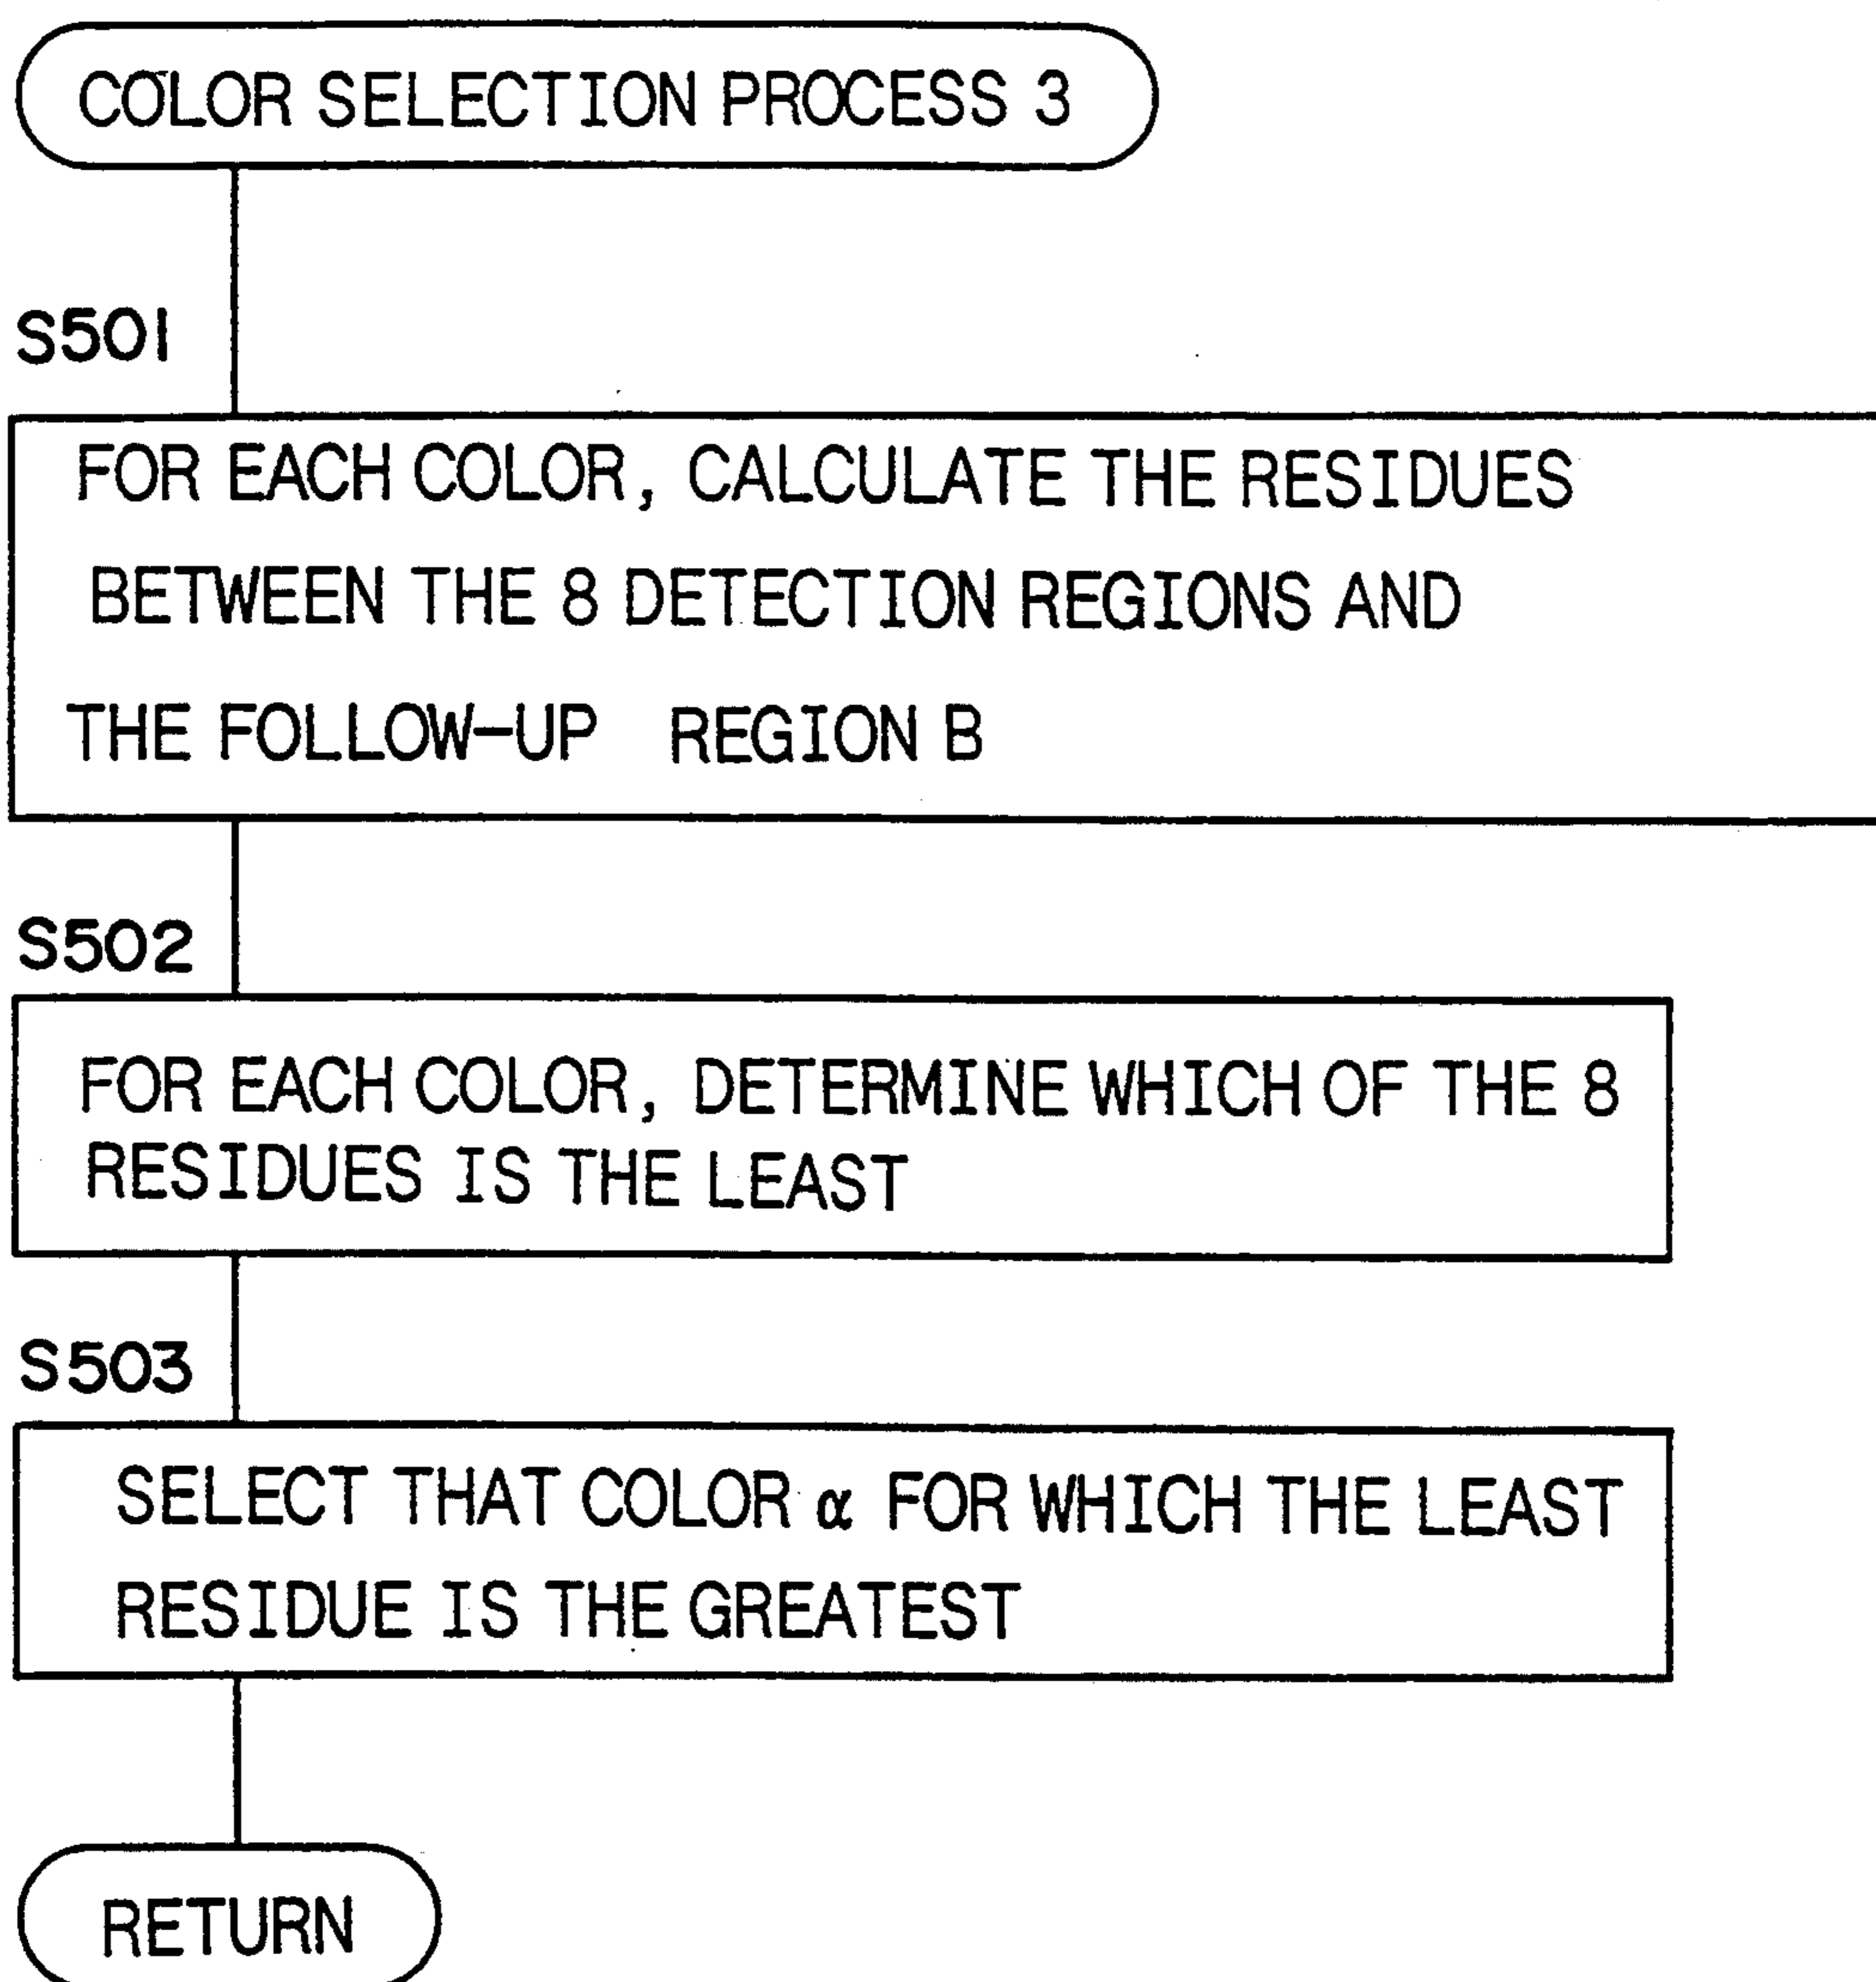 COLOR SELECTION PROCESS 3
S501
FOR EACH COLOR, CALCULATE THE RESIDUES
BETWEEN THE 8 DETECTION REGIONS AND
THE FOLLOW-UP REGION B
S502
FOR EACH COLOR, DETERMINE WHICH OF THE 8
RESIDUES IS THE LEAST
S503
SELECT THAT COLOR α FOR WHICH THE LEAST
RESIDUE IS THE GREATEST
RETURN